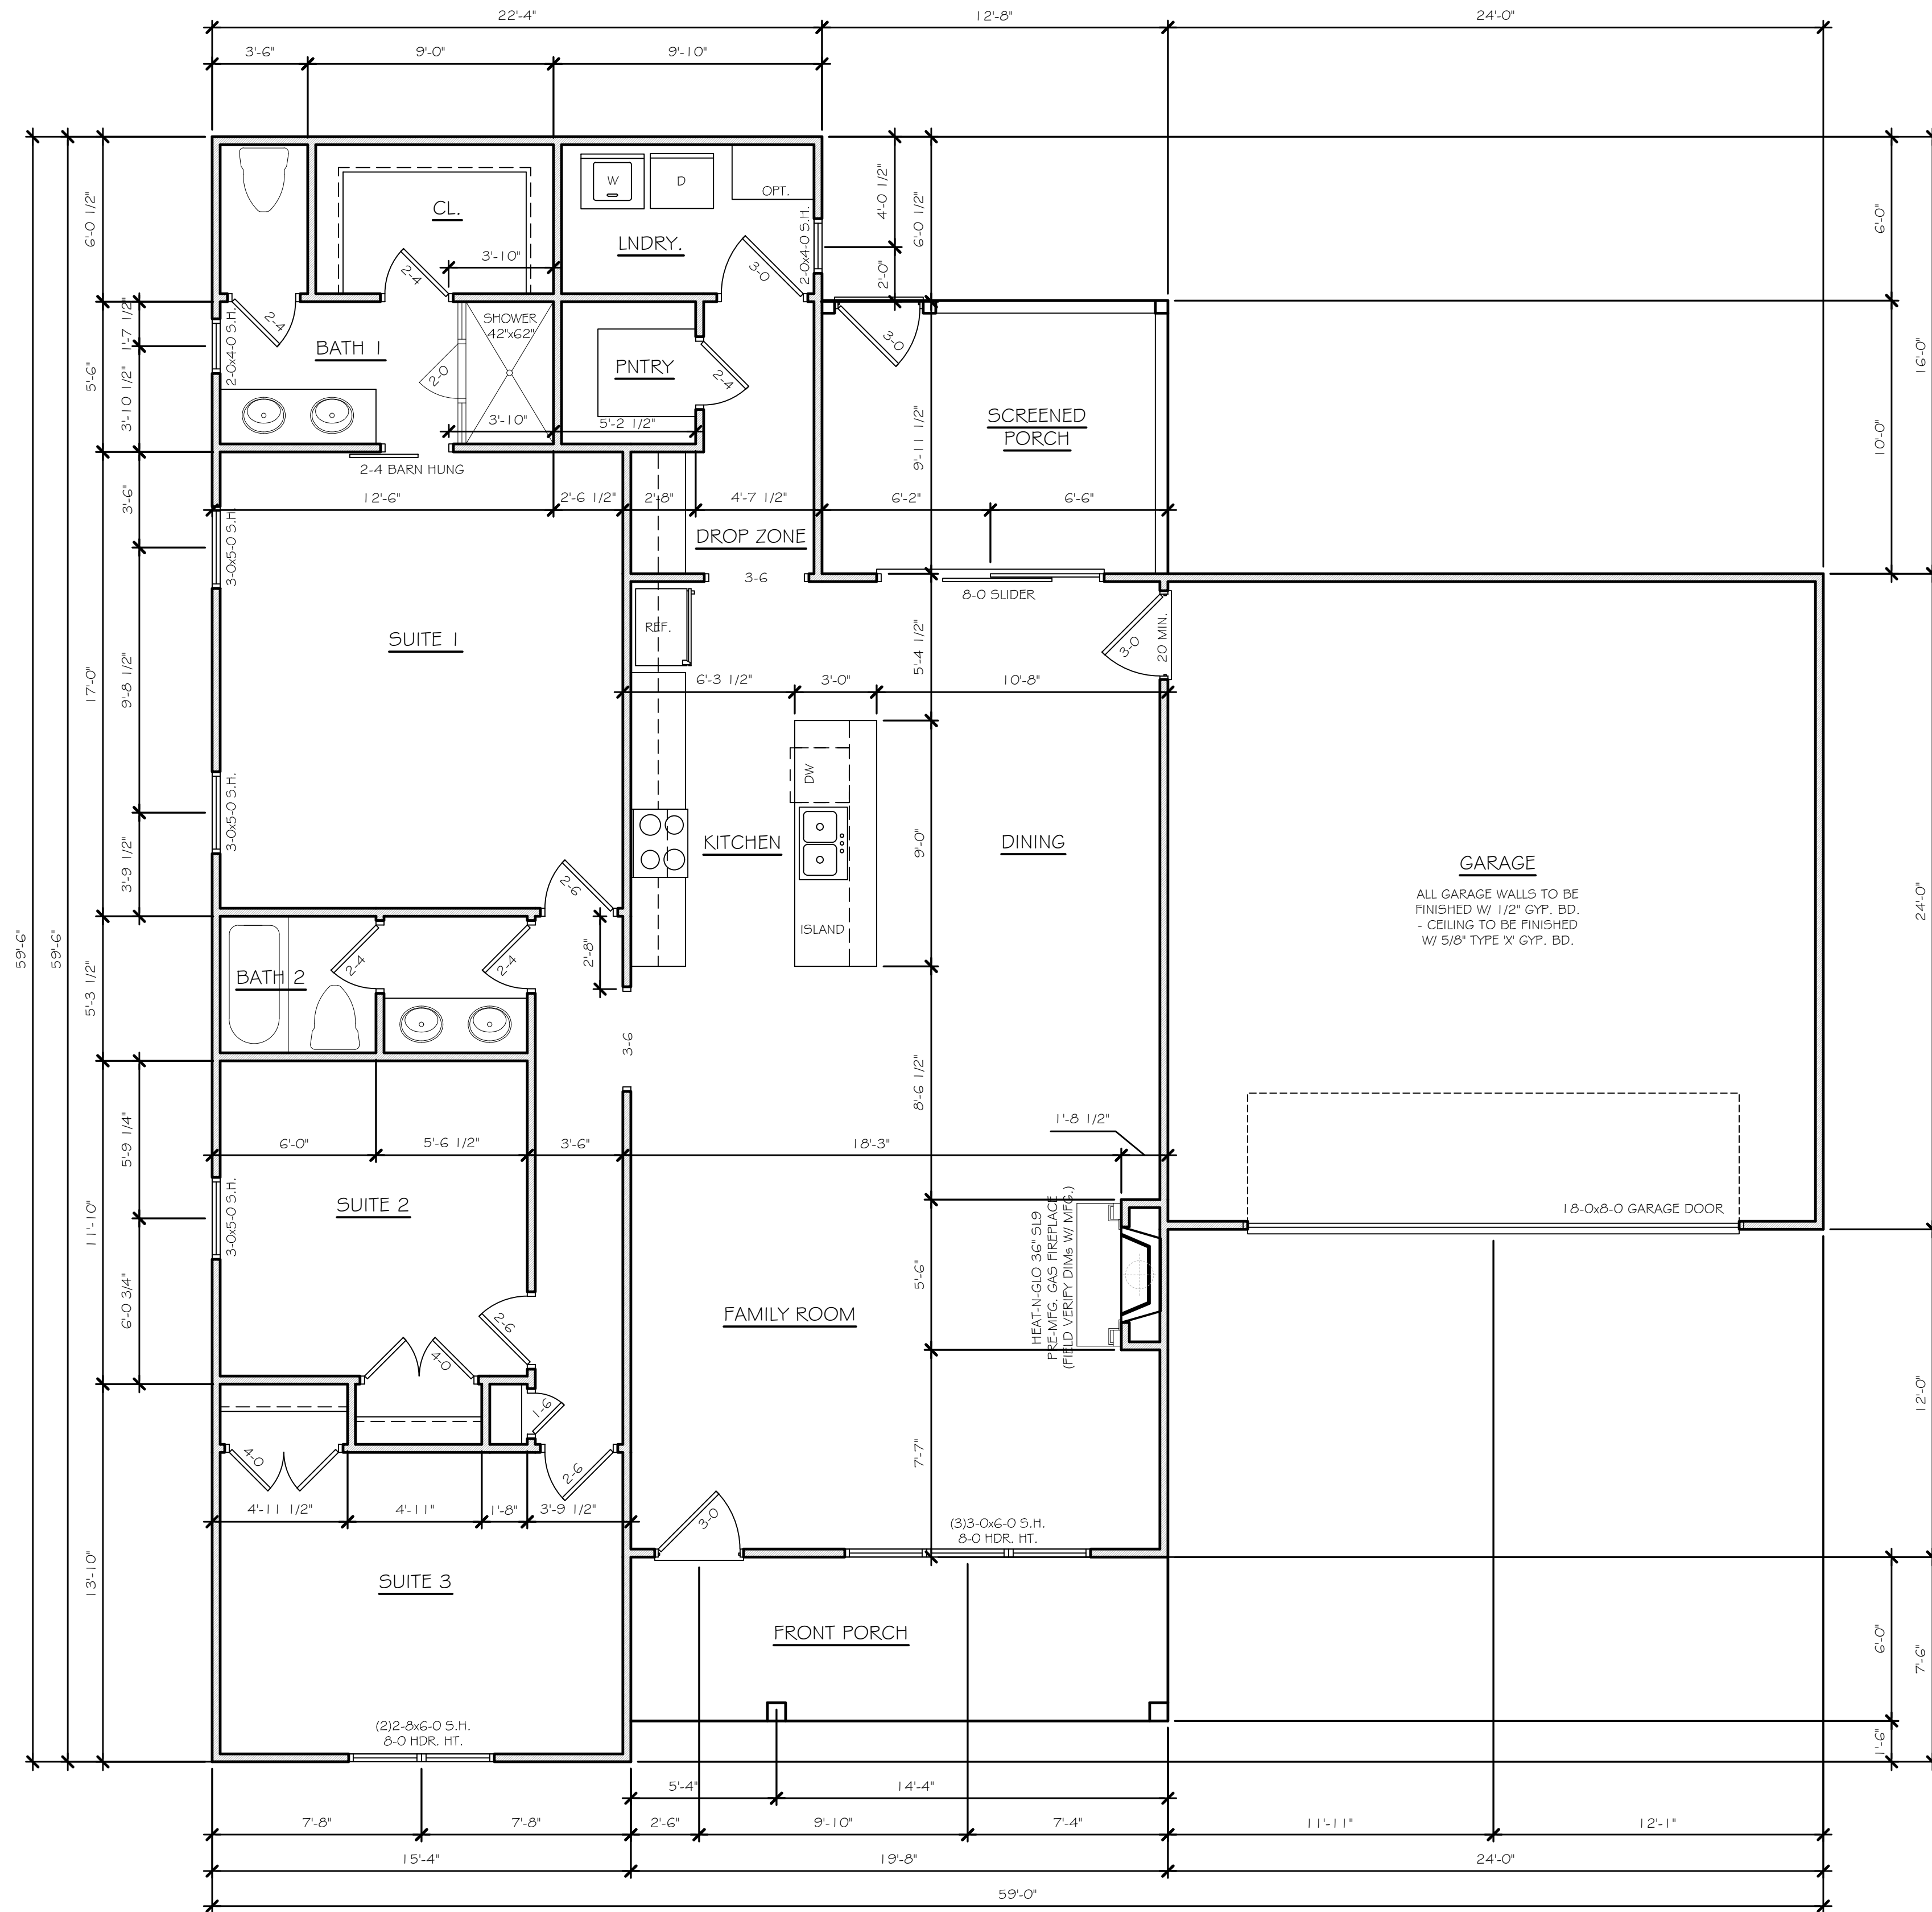 22'-4"
12'-8"
24'-0"
3'-6"
9'-0"
9'-10"
W
D
OPT.
CL.
LNDRY.
2-0x4-0 S.H.
4'-0 1/2"
6'-0 1/2"
2'-0"
6'-0"
16'-0"
10'-0"
6'-0 1/2"
3'-10"
2-4
3-0
2-4
SHOWER
42"x62"
BATH 1
2-0x4-0 S.H.
1'-7 1/2"
5'-6"
3'-10 1/2"
2-0
PNTRY
2-4
3-0
SCREENED
PORCH
9'-11 1/2"
3'-10"
5'-2 1/2"
2-4 BARN HUNG
12'-6"
2'-6 1/2"
2'-8"
4'-7 1/2"
6'-2"
6'-6"
3'-6"
3-0x5-0 S.H.
DROP ZONE
3-6
8-0 SLIDER
REF.
SUITE 1
17'-0"
9'-8 1/2"
5'-4 1/2"
3-0
20 MIN.
6'-3 1/2"
3'-0"
10'-8"
DW
3-0x5-0 S.H.
3'-9 1/2"
KITCHEN
9'-0"
DINING
GARAGE
ALL GARAGE WALLS TO BE
FINISHED W/ 1/2" GYP. BD.
- CEILING TO BE FINISHED
W/ 5/8" TYPE 'X' GYP. BD.
24'-0"
2-6
ISLAND
59'-6"
59'-6"
5'-3 1/2"
BATH 2
2-4
2-4
2'-8"
3-6
8'-6 1/2"
5'-9 1/4"
6'-0"
5'-6 1/2"
3'-6"
18'-3"
1'-8 1/2"
SUITE 2
3-0x5-0 S.H.
11'-10"
6'-0 3/4"
18-0x8-0 GARAGE DOOR
HEAT-N-GLO 36" SL9
PRE-MFG. GAS FIREPLACE
(FIELD VERIFY DIMs W/ MFG.)
5'-6"
FAMILY ROOM
2-6
4-0
1-6
12'-0"
4-0
2-6
7'-7"
4'-11 1/2"
4'-11"
1'-8"
3'-9 1/2"
3-0
(3)3-0x6-0 S.H.
8-0 HDR. HT.
SUITE 3
13'-10"
FRONT PORCH
6'-0"
7'-6"
1'-6"
(2)2-8x6-0 S.H.
8-0 HDR. HT.
5'-4"
14'-4"
7'-8"
7'-8"
2'-6"
9'-10"
7'-4"
11'-11"
12'-1"
15'-4"
19'-8"
24'-0"
59'-0"